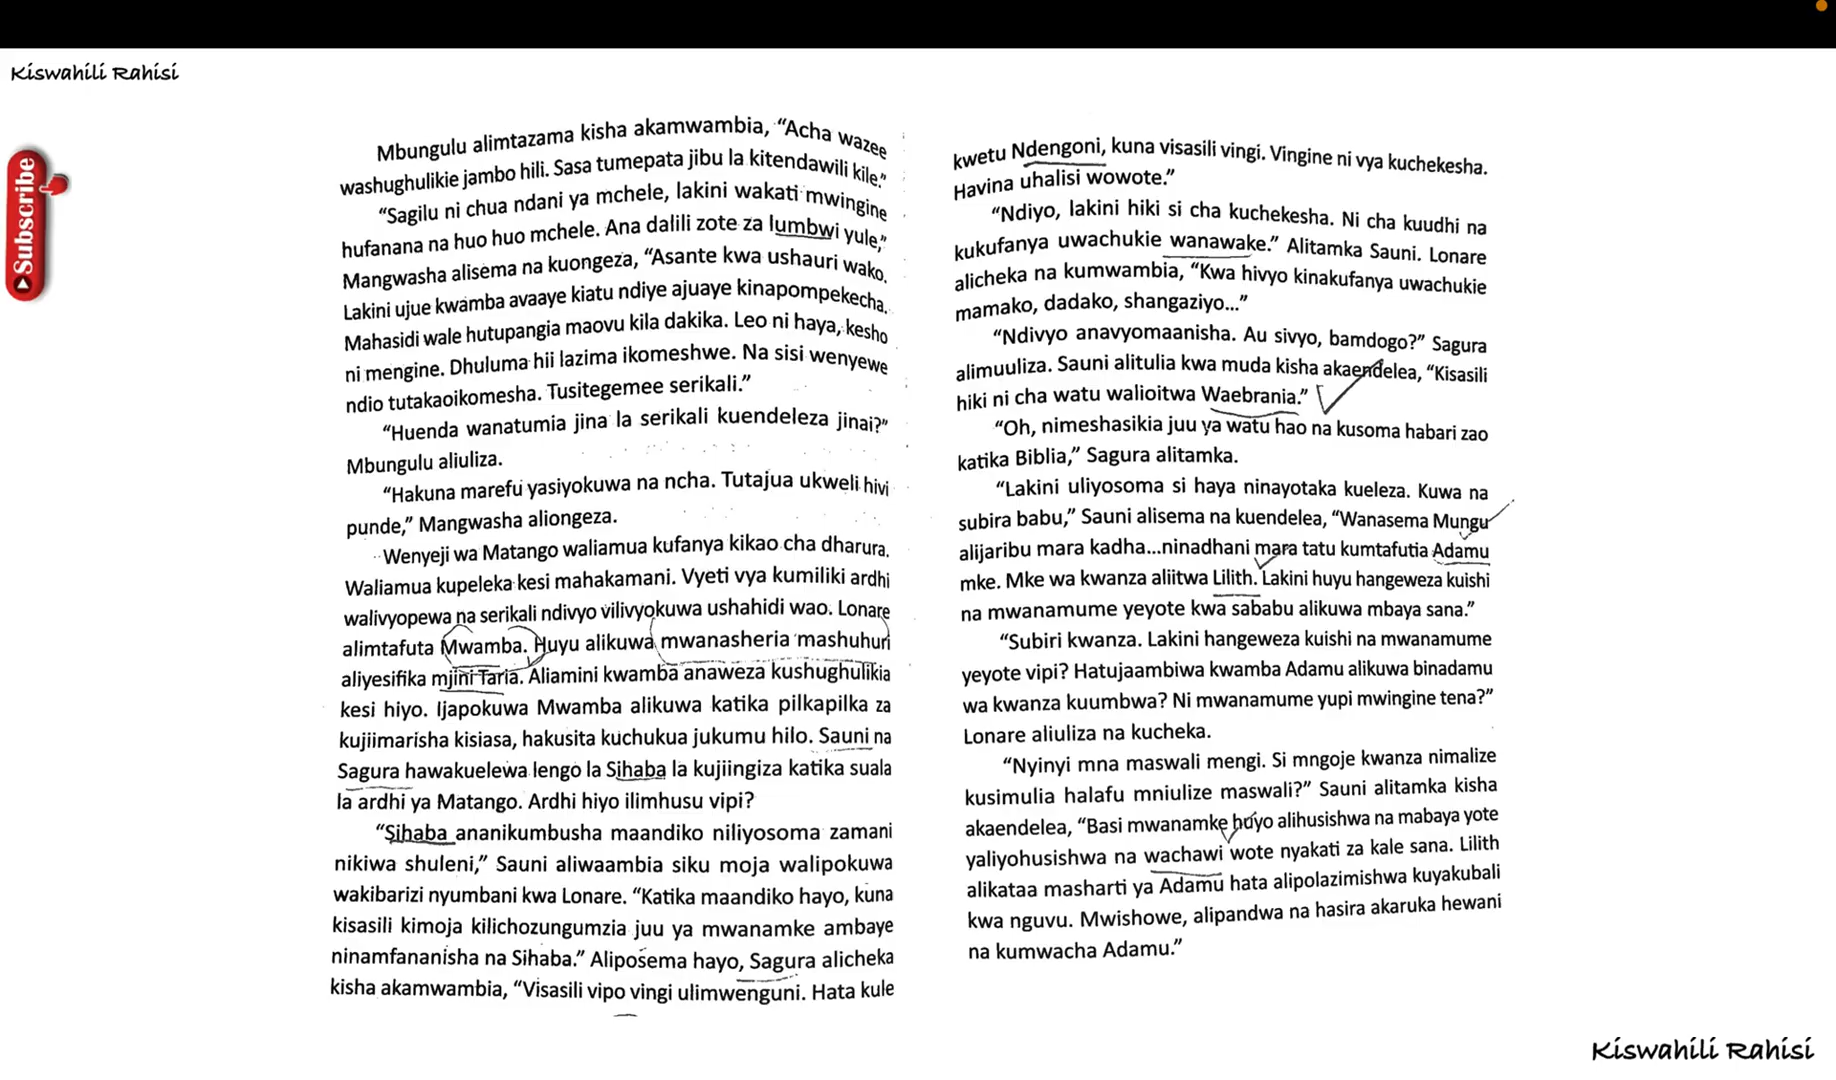 Kiswahili Rahisi
Subscribe
Mbungulu alimtazama kisha akamwambia, “Acha wazee
washughulikie jambo hili. Sasa tumepata jibu la kitendawili kile.”
“Sagilu ni chua ndani ya mchele, lakini wakati mwingine
hufanana na huo huo mchele. Ana dalili zote za lumbwi yule,”
Mangwasha alisema na kuongeza, “Asante kwa ushauri wako.
Lakini ujue kwamba avaaye kiatu ndiye ajuaye kinapompekecha.
Mahasidi wale hutupangia maovu kila dakika. Leo ni haya, kesho
ni mengine. Dhuluma hii lazima ikomeshwe. Na sisi wenyewe
ndio tutakaoikomesha. Tusitegemee serikali.”
“Huenda wanatumia jina la serikali kuendeleza jinai?”
Mbungulu aliuliza.
“Hakuna marefu yasiyokuwa na ncha. Tutajua ukweli hivi
punde,” Mangwasha aliongeza.
Wenyeji wa Matango waliamua kufanya kikao cha dharura.
Waliamua kupeleka kesi mahakamani. Vyeti vya kumiliki ardhi
walivyopewa na serikali ndivyo vilivyokuwa ushahidi wao. Lonare
alimtafuta Mwamba. Huyu alikuwa mwanasheria mashuhuri
aliyesifika mjini Taria. Aliamini kwamba anaweza kushughulikia
kesi hiyo. Ijapokuwa Mwamba alikuwa katika pilkapilka za
kujiimarisha kisiasa, hakusita kuchukua jukumu hilo. Sauni na
Sagura hawakuelewa lengo la Sihaba la kujiingiza katika suala
la ardhi ya Matango. Ardhi hiyo ilimhusu vipi?
“Sihaba ananikumbusha maandiko niliyosoma zamani
nikiwa shuleni,” Sauni aliwaambia siku moja walipokuwa
wakibarizi nyumbani kwa Lonare. “Katika maandiko hayo, kuna
kisasili kimoja kilichozungumzia juu ya mwanamke ambaye
ninamfananisha na Sihaba.” Aliposema hayo, Sagura alicheka
kisha akamwambia, “Visasili vipo vingi ulimwenguni. Hata kule
kwetu Ndengoni, kuna visasili vingi. Vingine ni vya kuchekesha.
Havina uhalisi wowote.”
“Ndiyo, lakini hiki si cha kuchekesha. Ni cha kuudhi na
kukufanya uwachukie wanawake.” Alitamka Sauni. Lonare
alicheka na kumwambia, “Kwa hivyo kinakufanya uwachukie
mamako, dadako, shangaziyo...”
“Ndivyo anavyomaanisha. Au sivyo, bamdogo?” Sagura
alimuuliza. Sauni alitulia kwa muda kisha akaendelea, “Kisasili
hiki ni cha watu walioitwa Waebrania.”
“Oh, nimeshasikia juu ya watu hao na kusoma habari zao
katika Biblia,” Sagura alitamka.
“Lakini uliyosoma si haya ninayotaka kueleza. Kuwa na
subira babu,” Sauni alisema na kuendelea, “Wanasema Mungu
alijaribu mara kadha...ninadhani mara tatu kumtafutia Adamu
mke. Mke wa kwanza aliitwa Lilith. Lakini huyu hangeweza kuishi
na mwanamume yeyote kwa sababu alikuwa mbaya sana.”
“Subiri kwanza. Lakini hangeweza kuishi na mwanamume
yeyote vipi? Hatujaambiwa kwamba Adamu alikuwa binadamu
wa kwanza kuumbwa? Ni mwanamume yupi mwingine tena?”
Lonare aliuliza na kucheka.
“Nyinyi mna maswali mengi. Si mngoje kwanza nimalize
kusimulia halafu mniulize maswali?” Sauni alitamka kisha
akaendelea, “Basi mwanamke huyo alihusishwa na mabaya yote
yaliyohusishwa na wachawi wote nyakati za kale sana. Lilith
alikataa masharti ya Adamu hata alipolazimishwa kuyakubali
kwa nguvu. Mwishowe, alipandwa na hasira akaruka hewani
na kumwacha Adamu.”
Kiswahili Rahisi